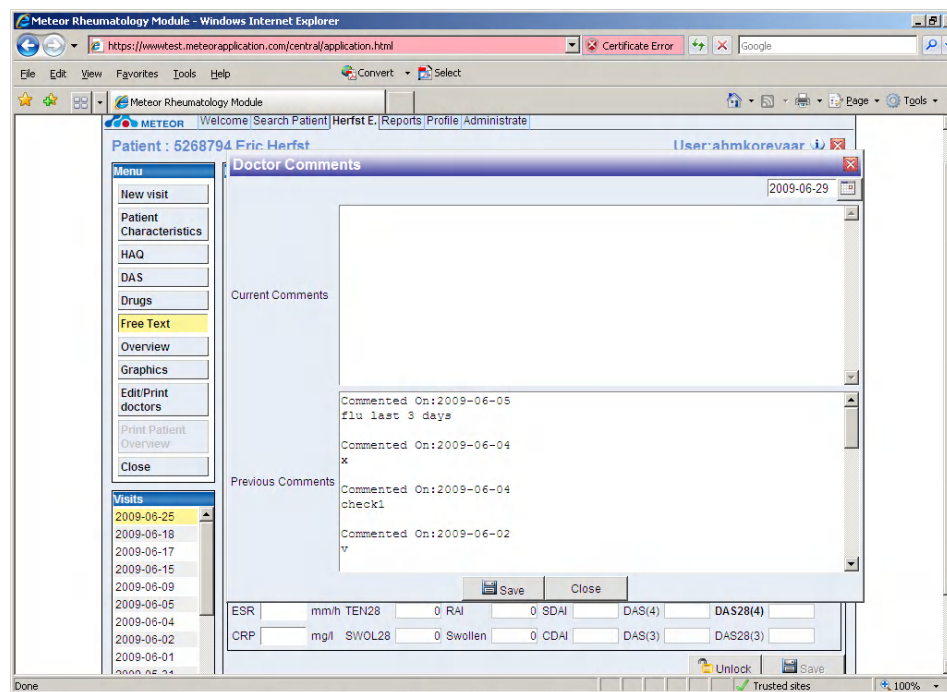 Meteor Rheumatology Module - Windows Internet Explorer
https://wwwtest.meteorapplication.com/central/application.html Certificate Error Google
File Edit View Favorites Tools Help Convert Select
Meteor Rheumatology Module Page Tools
METEOR Welcome Search Patient Herfst E. Reports Profile Administrate
Patient : 5268794 Eric Herfst User:ahmkorevaar
Menu
New visit
Patient
Characteristics
HAQ
DAS
Drugs
Free Text
Overview
Graphics
Edit/Print
doctors
Print Patient
Overview
Close
Visits
2009-06-25
2009-06-18
2009-06-17
2009-06-15
2009-06-09
2009-06-05
2009-06-04
2009-06-02
2009-06-01
Doctor Comments
2009-06-29
Current Comments
Previous Comments
Commented On:2009-06-05
flu last 3 days
Commented On:2009-06-04
x
Commented On:2009-06-04
check1
Commented On:2009-06-02
v
Save Close
ESR mm/h TEN28 0 RAI 0 SDAI DAS(4) DAS28(4)
CRP mg/l SWOL28 0 Swollen 0 CDAI DAS(3) DAS28(3)
Unlock Save
Done Trusted sites 100%